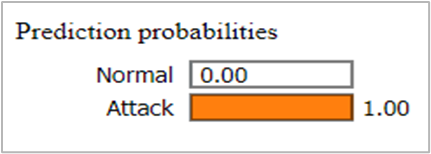 Prediction probabilities
Normal 0.00
Attack 1.00